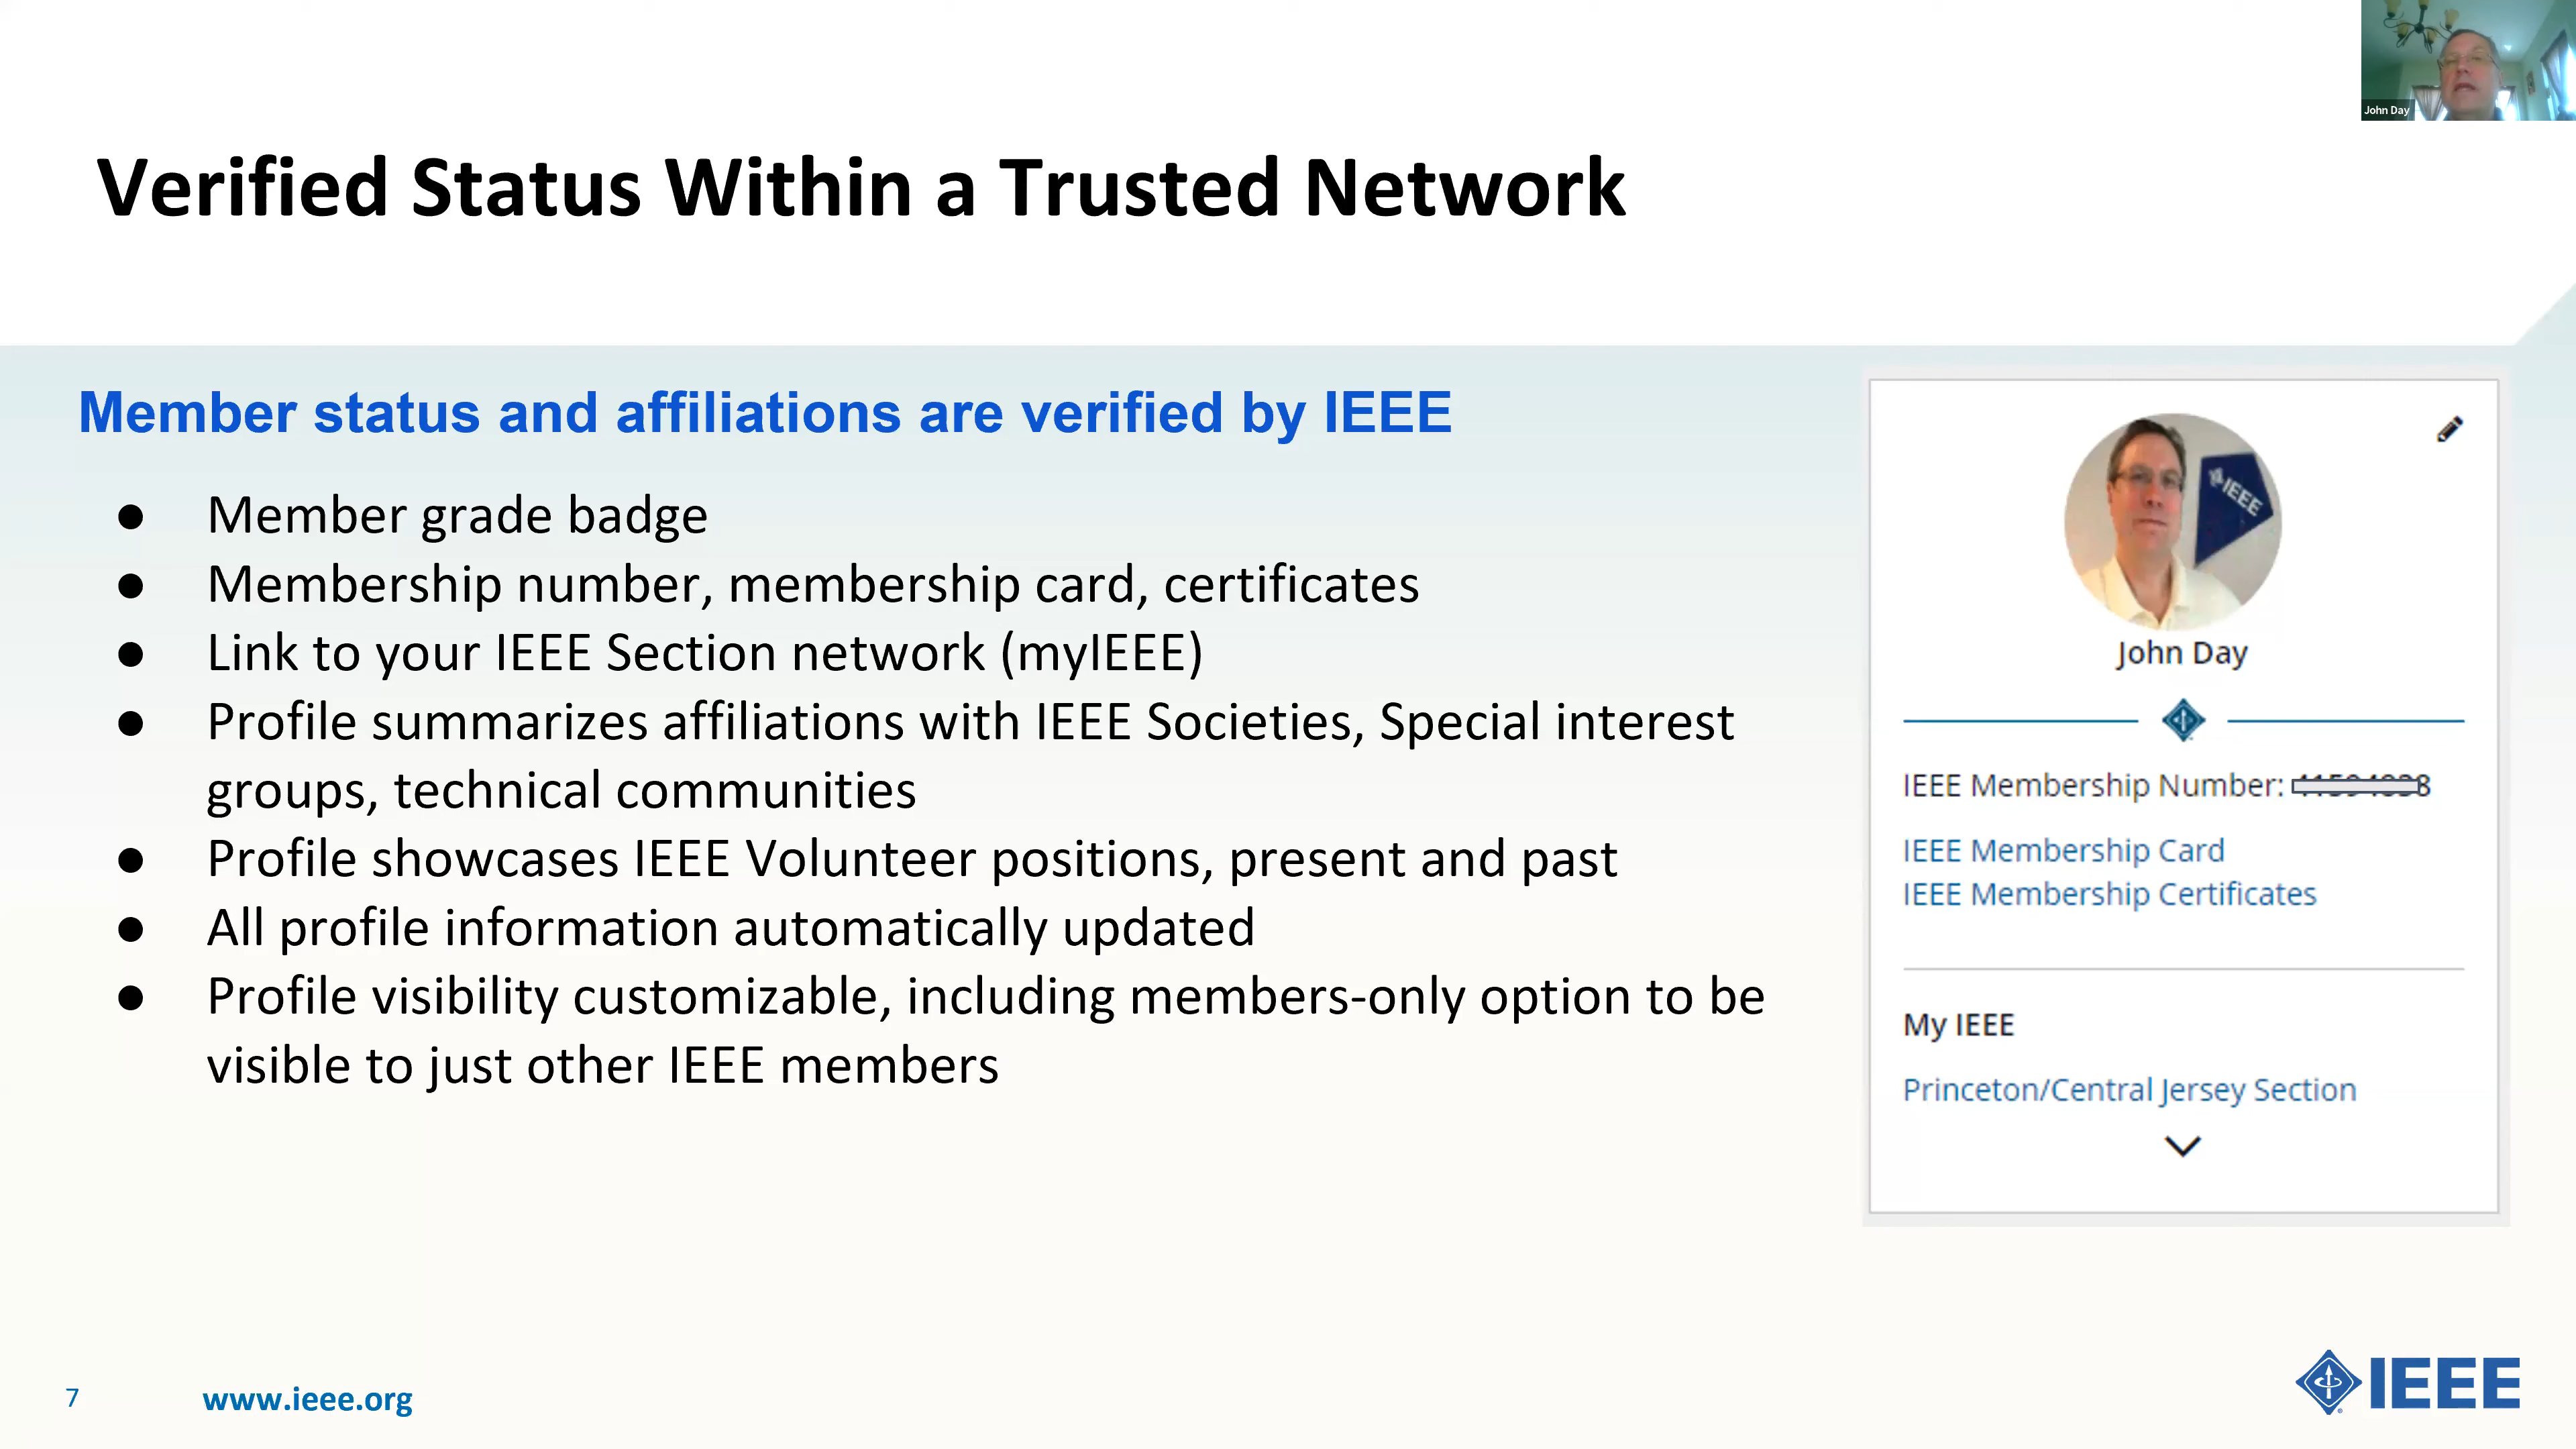 John Day
Verified Status Within a Trusted Network
Member status and affiliations are verified by IEEE
● Member grade badge
● Membership number, membership card, certificates
● Link to your IEEE Section network (myIEEE)
● Profile summarizes affiliations with IEEE Societies, Special interest
groups, technical communities
● Profile showcases IEEE Volunteer positions, present and past
● All profile information automatically updated
● Profile visibility customizable, including members-only option to be
visible to just other IEEE members
IEEE
John Day
IEEE Membership Number:
IEEE Membership Card
IEEE Membership Certificates
My IEEE
Princeton/Central Jersey Section
7
www.ieee.org
IEEE